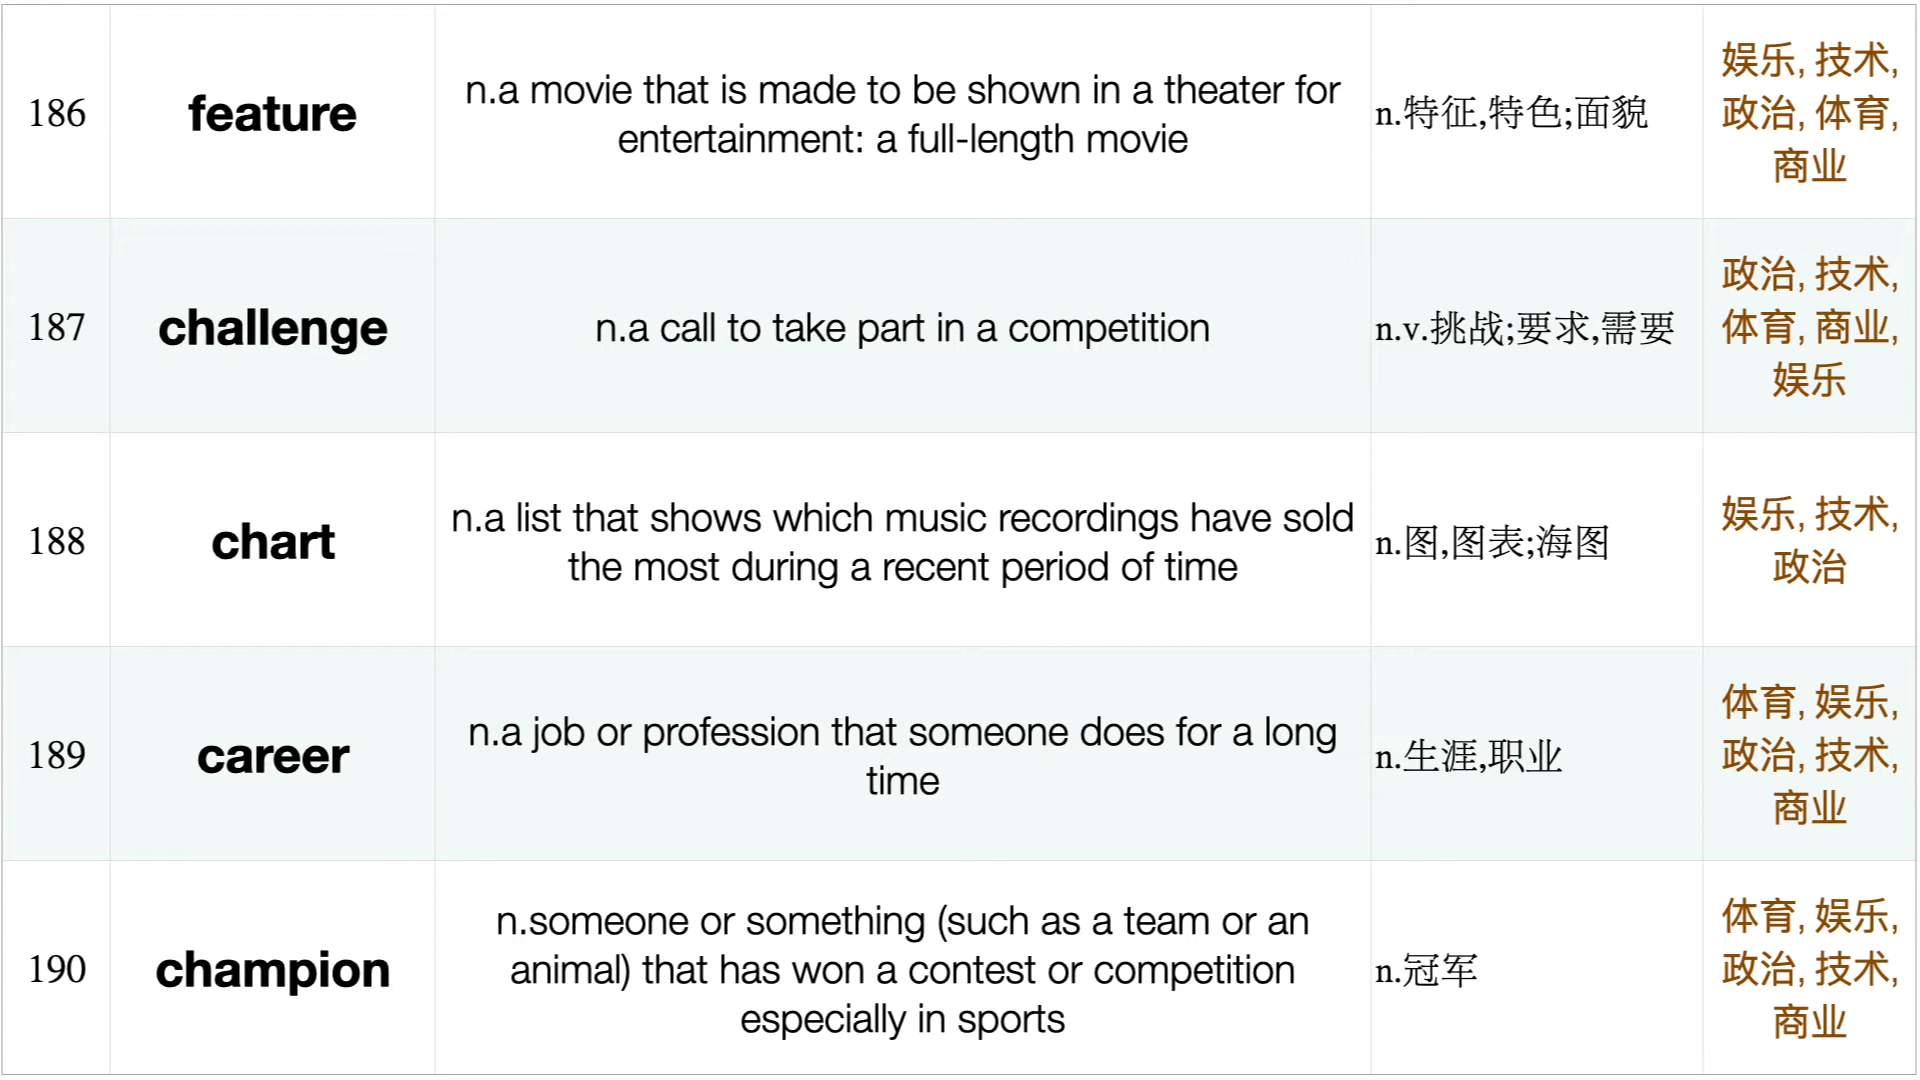 186
feature
n.a movie that is made to be shown in a theater for
entertainment: a full-length movie
n.特征,特色;面貌
娱乐, 技术,
政治, 体育,
商业
187
challenge
n.a call to take part in a competition
n.v.挑战;要求,需要
政治, 技术,
体育, 商业,
娱乐
188
chart
n.a list that shows which music recordings have sold
the most during a recent period of time
n.图,图表;海图
娱乐, 技术,
政治
189
career
n.a job or profession that someone does for a long
time
n.生涯,职业
体育, 娱乐,
政治, 技术,
商业
190
champion
n.someone or something (such as a team or an
animal) that has won a contest or competition
especially in sports
n.冠军
体育, 娱乐,
政治, 技术,
商业